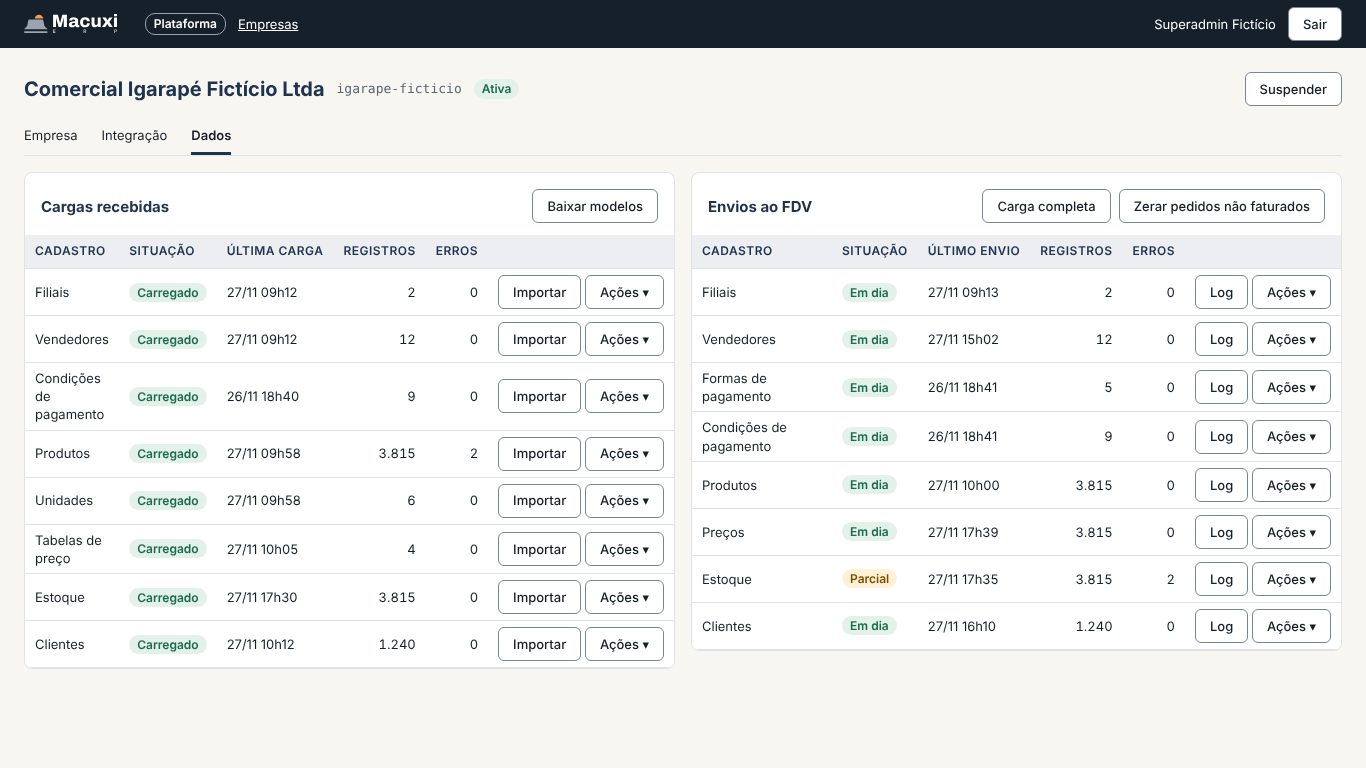 Macuxi
E R P
Plataforma
Empresas
Superadmin Fictício
Sair
Comercial Igarapé Fictício Ltda
igarape-ficticio
Ativa
Suspender
Empresa
Integração
Dados
Cargas recebidas
Baixar modelos
CADASTRO SITUAÇÃO ÚLTIMA CARGA REGISTROS ERROS
Filiais Carregado 27/11 09h12 2 0 Importar Ações ▾
Vendedores Carregado 27/11 09h12 12 0 Importar Ações ▾
Condições
de
pagamento
Carregado 26/11 18h40 9 0 Importar Ações ▾
Produtos Carregado 27/11 09h58 3.815 2 Importar Ações ▾
Unidades Carregado 27/11 09h58 6 0 Importar Ações ▾
Tabelas de
preço
Carregado 27/11 10h05 4 0 Importar Ações ▾
Estoque Carregado 27/11 17h30 3.815 0 Importar Ações ▾
Clientes Carregado 27/11 10h12 1.240 0 Importar Ações ▾
Envios ao FDV
Carga completa
Zerar pedidos não faturados
CADASTRO SITUAÇÃO ÚLTIMO ENVIO REGISTROS ERROS
Filiais Em dia 27/11 09h13 2 0 Log Ações ▾
Vendedores Em dia 27/11 15h02 12 0 Log Ações ▾
Formas de
pagamento
Em dia 26/11 18h41 5 0 Log Ações ▾
Condições de
pagamento
Em dia 26/11 18h41 9 0 Log Ações ▾
Produtos Em dia 27/11 10h00 3.815 0 Log Ações ▾
Preços Em dia 27/11 17h39 3.815 0 Log Ações ▾
Estoque Parcial 27/11 17h35 3.815 2 Log Ações ▾
Clientes Em dia 27/11 16h10 1.240 0 Log Ações ▾